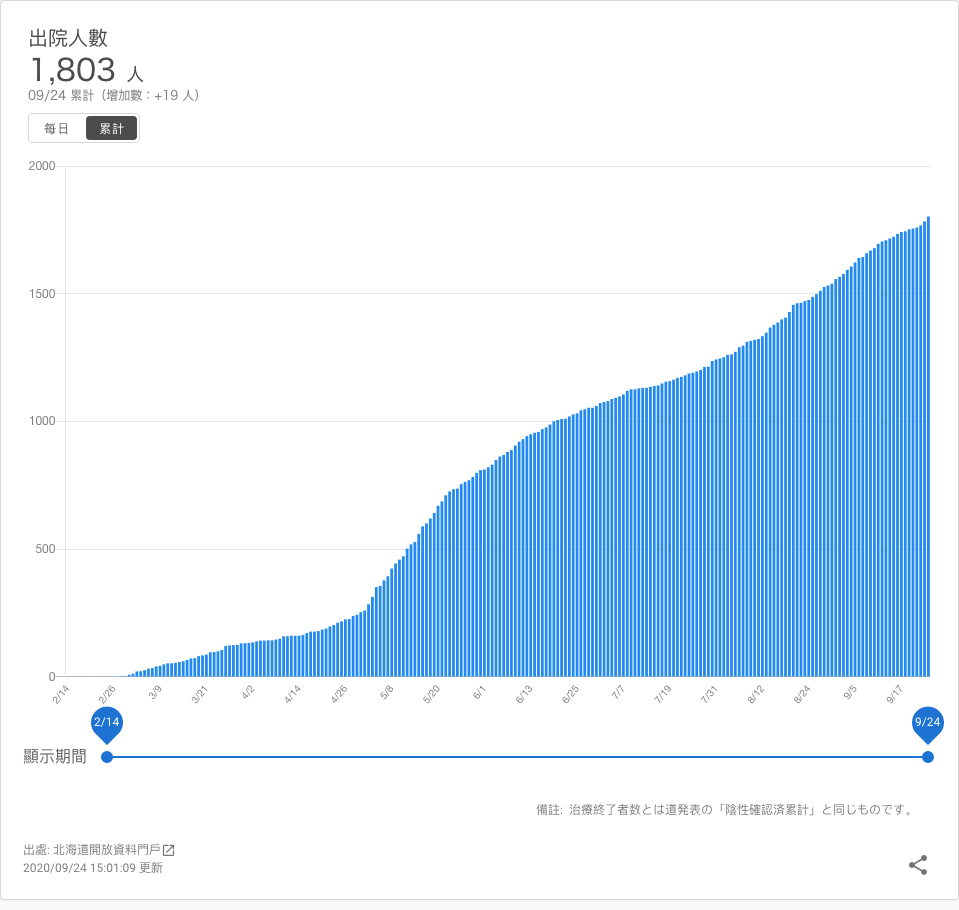 出院人數
1,803 人
09/24 累計（增加數：+19 人）
每日 累計
2000
1500
1000
500
0
2/14 2/26 3/9 3/21 4/2 4/14 4/26 5/8 5/20 6/1 6/13 6/25 7/7 7/19 7/31 8/12 8/24 9/5 9/17
2/14 9/24
顯示期間
備註: 治療終了者数とは道発表の「陰性確認済累計」と同じものです。
出處: 北海道開放資料門戶
2020/09/24 15:01:09 更新